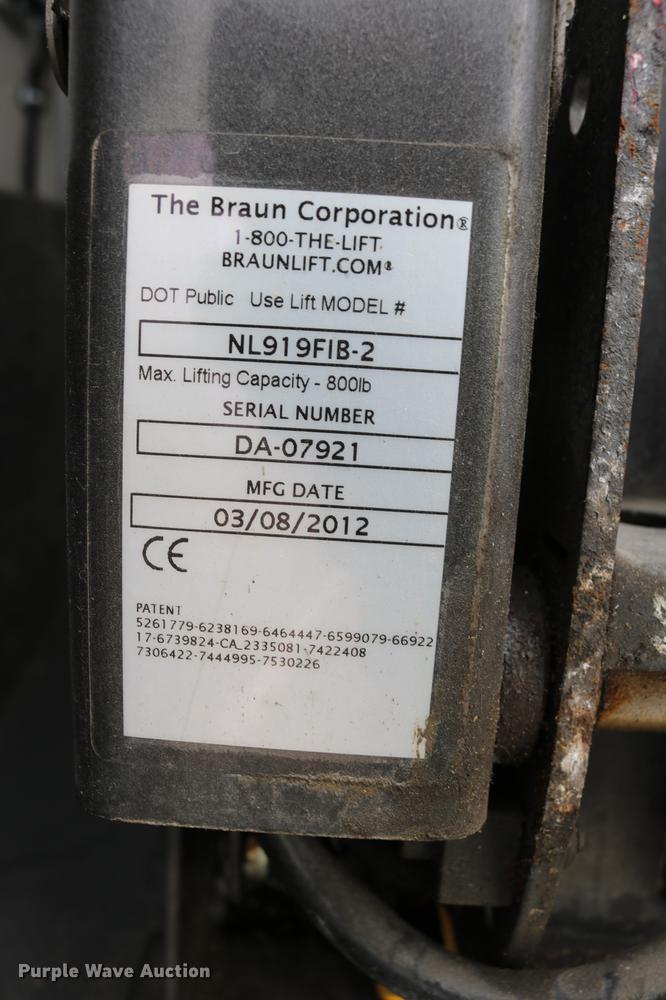 The Braun Corporation®
1-800-THE-LIFT
BRAUNLIFT.COM®
DOT Public Use Lift MODEL #
NL919FIB-2
Max. Lifting Capacity - 800lb
SERIAL NUMBER
DA-07921
MFG DATE
03/08/2012
CE
PATENT
5261779-6238169-6464447-6599079-66922
17-6739824-CA_2335081-7422408
7306422-7444995-7530226
Purple Wave Auction